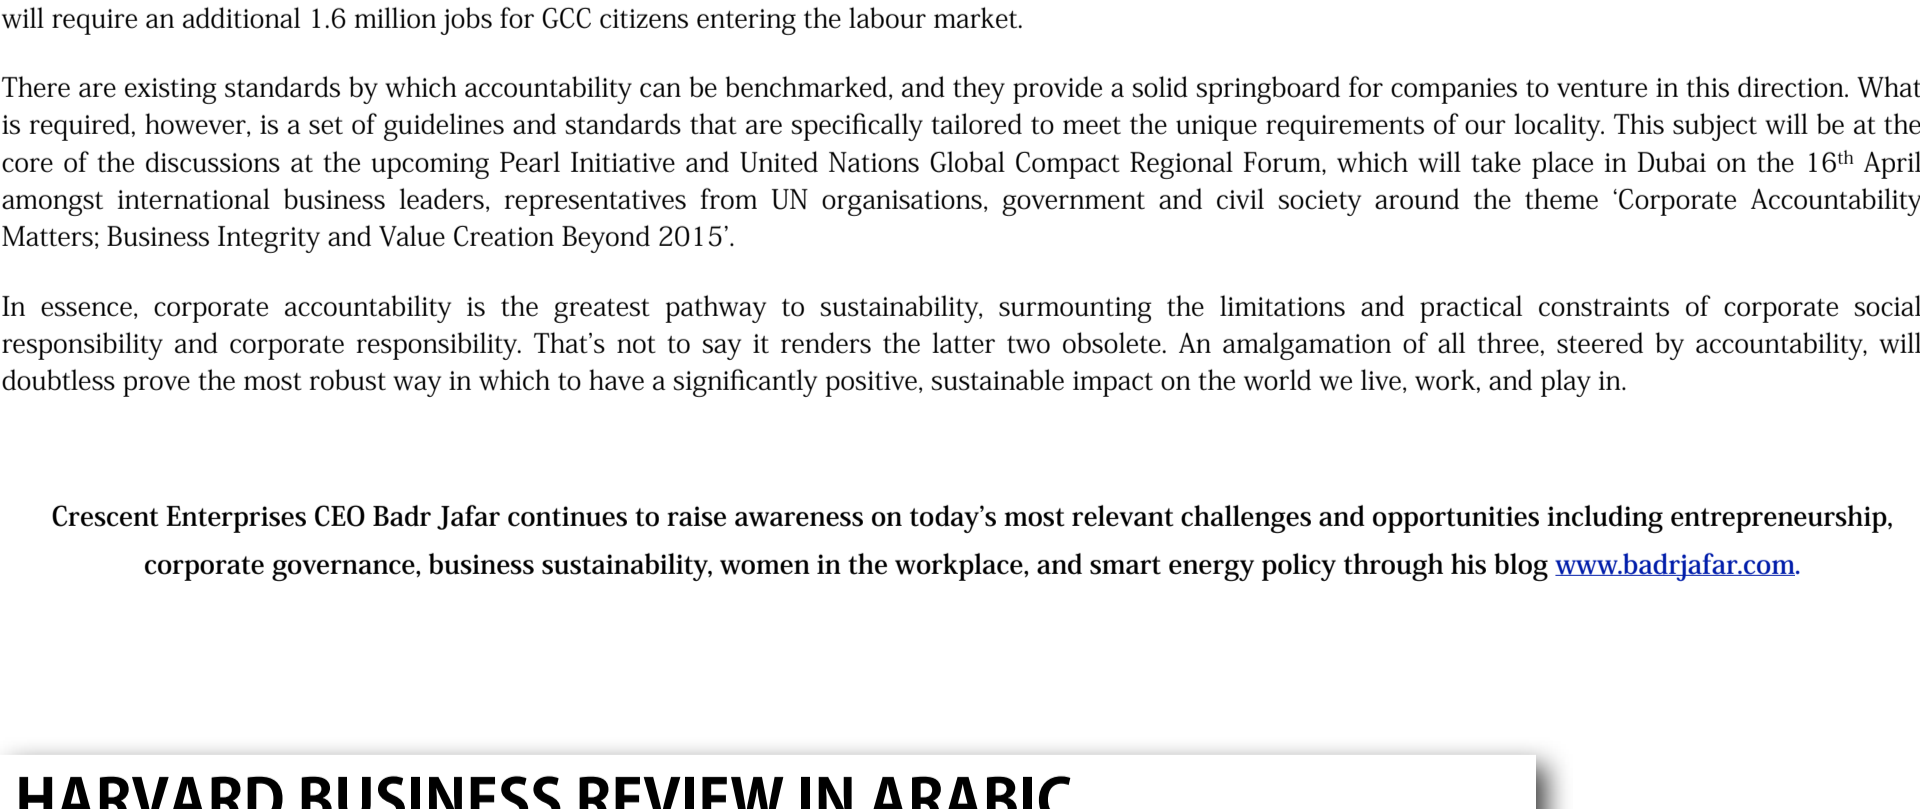 will require an additional 1.6 million jobs for GCC citizens entering the labour market.
There are existing standards by which accountability can be benchmarked, and they provide a solid springboard for companies to venture in this direction. What
is required, however, is a set of guidelines and standards that are specifically tailored to meet the unique requirements of our locality. This subject will be at the
core of the discussions at the upcoming Pearl Initiative and United Nations Global Compact Regional Forum, which will take place in Dubai on the 16th April
amongst international business leaders, representatives from UN organisations, government and civil society around the theme ‘Corporate Accountability
Matters; Business Integrity and Value Creation Beyond 2015’.
In essence, corporate accountability is the greatest pathway to sustainability, surmounting the limitations and practical constraints of corporate social
responsibility and corporate responsibility. That’s not to say it renders the latter two obsolete. An amalgamation of all three, steered by accountability, will
doubtless prove the most robust way in which to have a significantly positive, sustainable impact on the world we live, work, and play in.
Crescent Enterprises CEO Badr Jafar continues to raise awareness on today’s most relevant challenges and opportunities including entrepreneurship,
corporate governance, business sustainability, women in the workplace, and smart energy policy through his blog www.badrjafar.com.
HARVARD BUSINESS REVIEW IN ARABIC